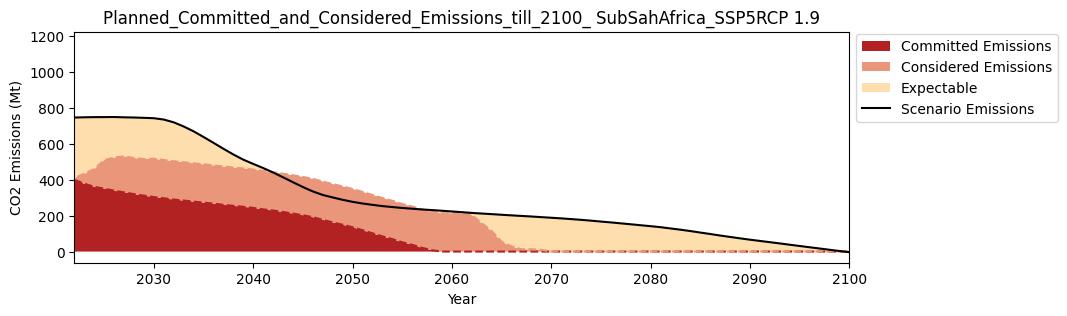 Planned_Committed_and_Considered_Emissions_till_2100_ SubSahAfrica_SSP5RCP 1.9
1200
1000
800
600
400
200
0
CO2 Emissions (Mt)
2030 2040 2050 2060 2070 2080 2090 2100
Year
Committed Emissions
Considered Emissions
Expectable
Scenario Emissions